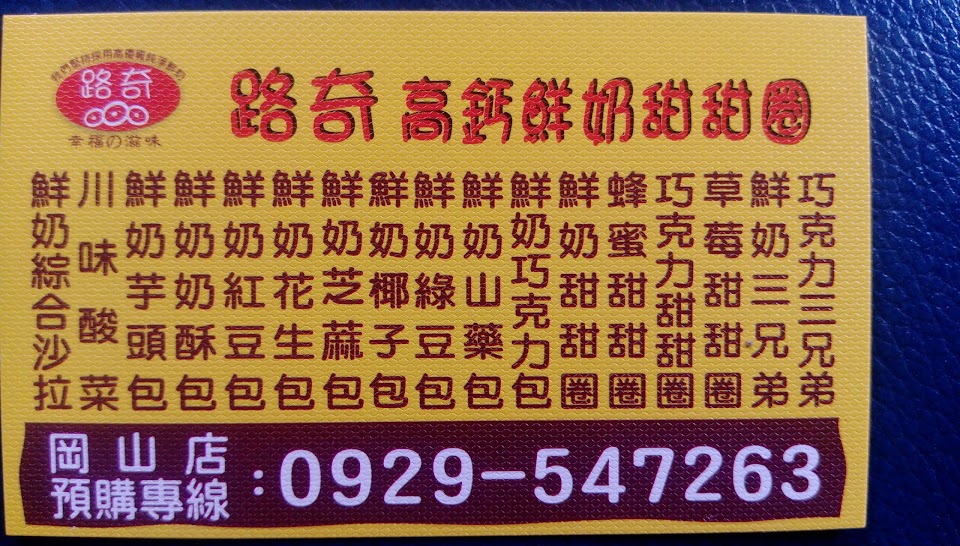 路奇
幸福の滋味
路奇 高鈣鮮奶甜甜圈
巧克力三兄弟
鮮奶三兄弟
草莓甜甜圈
巧克力甜甜圈
蜂蜜甜甜圈
鮮奶甜甜圈
鮮奶巧克力包
鮮奶山藥包
鮮奶綠豆包
鮮奶椰子包
鮮奶芝蔴包
鮮奶花生包
鮮奶紅豆包
鮮奶奶酥包
鮮奶芋頭包
川味酸菜
鮮奶綜合沙拉
岡山店
預購專線:0929-547263